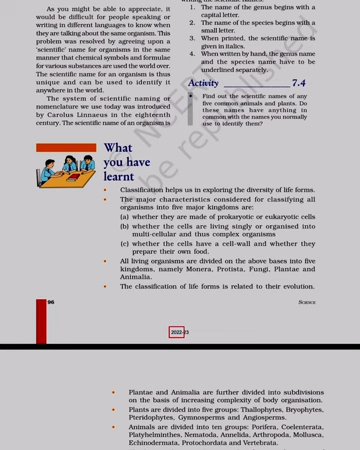 As you might be able to appreciate, it
would be difficult for people speaking or
writing in different languages to know when
they are talking about the same organism. This
problem was resolved by agreeing upon a
'scientific' name for organisms in the same
manner that chemical symbols and formulae
for various substances are used the world over.
The scientific name for an organism is thus
unique and can be used to identify it
anywhere in the world.
The system of scientific naming or
nomenclature we use today was introduced
by Carolus Linnaeus in the eighteenth
century. The scientific name of an organism is
1. The name of the genus begins with a
capital letter.
2. The name of the species begins with a
small letter.
3. When printed, the scientific name is
given in italics.
4. When written by hand, the genus name
and the species name have to be
underlined separately.
Activity 7.4
• Find out the scientific names of any
five common animals and plants. Do
these names have anything in
common with the names you normally
use to identify them?
What
you have
learnt
• Classification helps us in exploring the diversity of life forms.
• The major characteristics considered for classifying all
organisms into five major kingdoms are:
(a) whether they are made of prokaryotic or eukaryotic cells
(b) whether the cells are living singly or organised into
multi-cellular and thus complex organisms
(c) whether the cells have a cell-wall and whether they
prepare their own food.
• All living organisms are divided on the above bases into five
kingdoms, namely Monera, Protista, Fungi, Plantae and
Animalia.
• The classification of life forms is related to their evolution.
96 SCIENCE
2022-23
• Plantae and Animalia are further divided into subdivisions
on the basis of increasing complexity of body organisation.
• Plants are divided into five groups: Thallophytes, Bryophytes,
Pteridophytes, Gymnosperms and Angiosperms.
• Animals are divided into ten groups: Porifera, Coelenterata,
Platyhelminthes, Nematoda, Annelida, Arthropoda, Mollusca,
Echinodermata, Protochordata and Vertebrata.